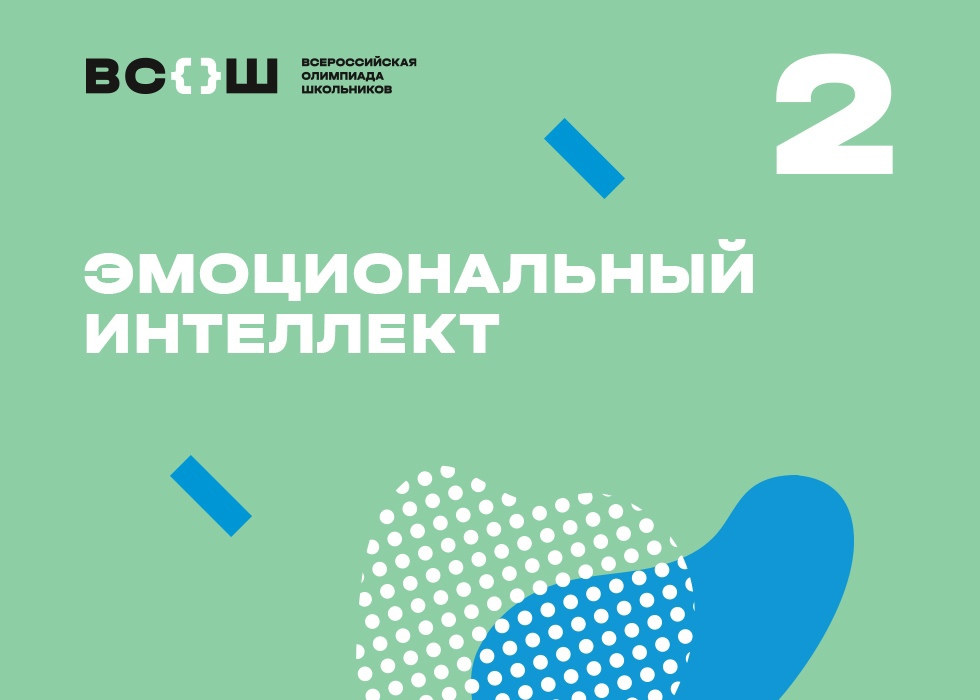 ВС{}Ш
ВСЕРОССИЙСКАЯ
ОЛИМПИАДА
ШКОЛЬНИКОВ
2
ЭМОЦИОНАЛЬНЫЙ
ИНТЕЛЛЕКТ